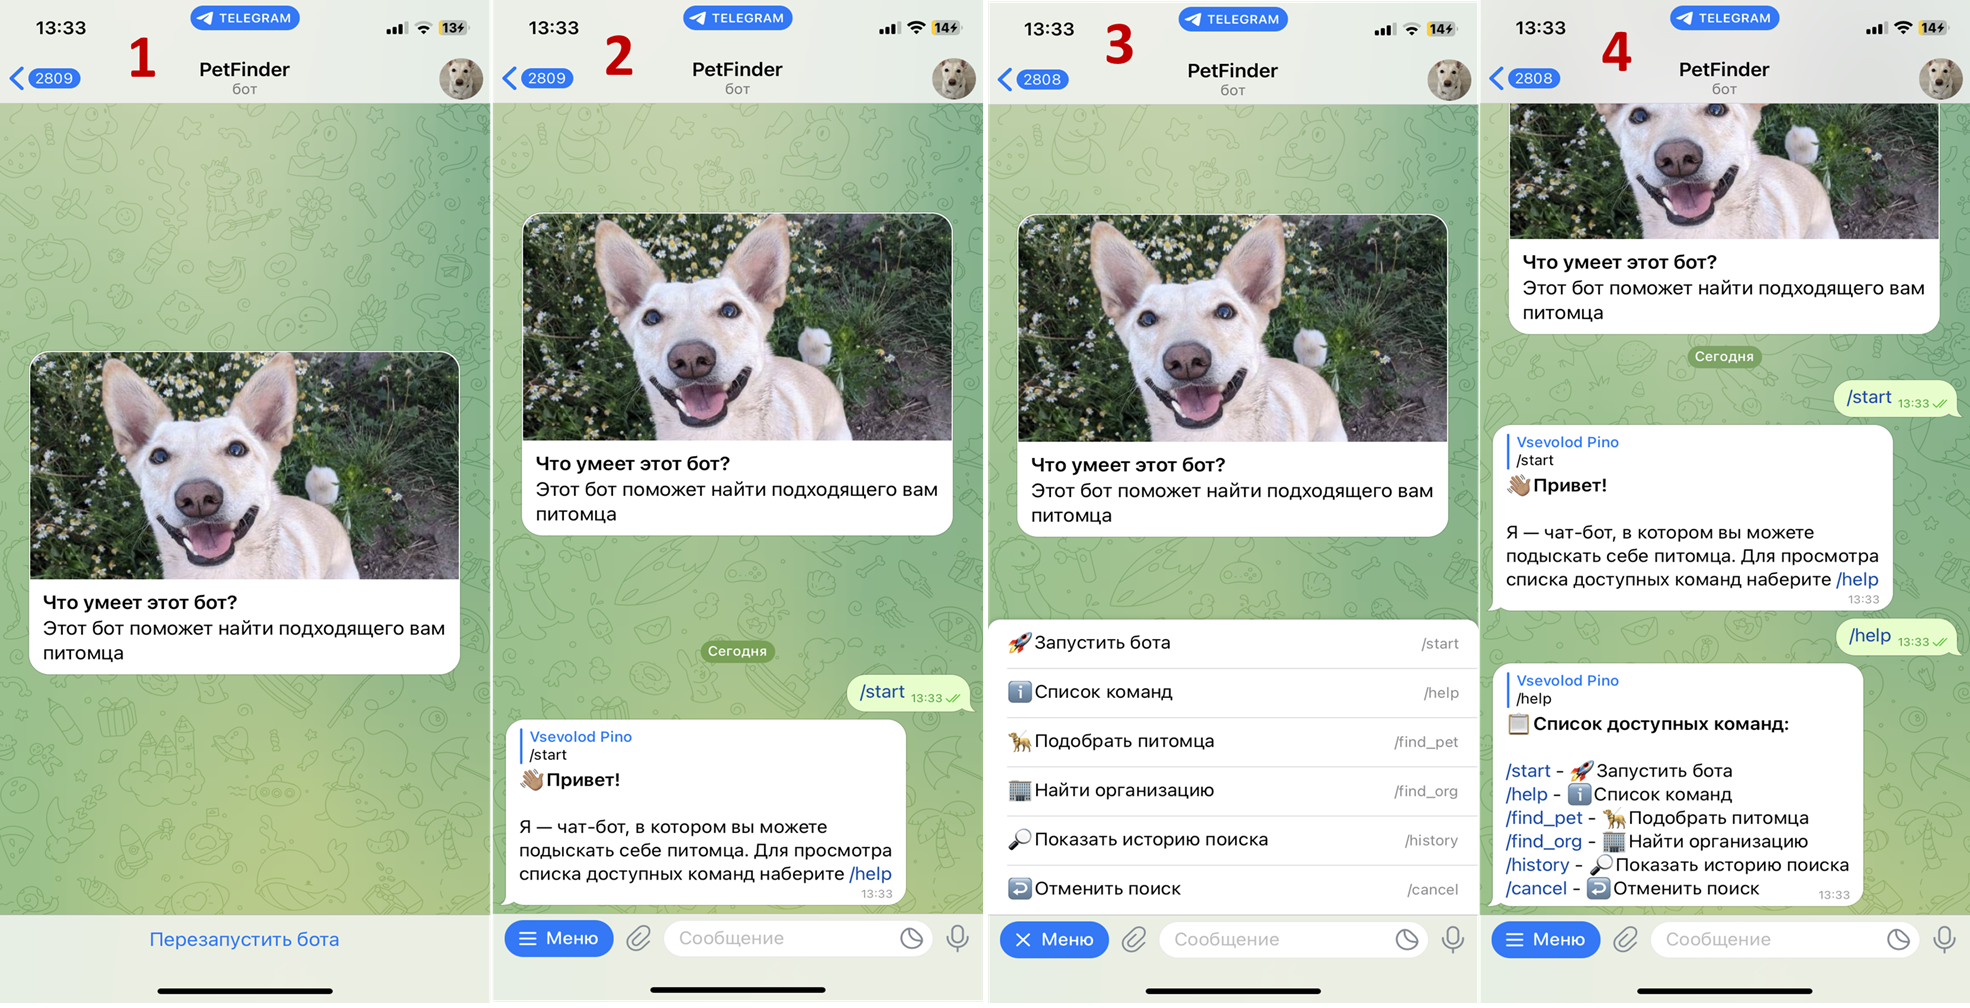 13:33
TELEGRAM
13
1
2809
PetFinder
бот
Что умеет этот бот?
Этот бот поможет найти подходящего вам
питомца
Перезапустить бота
13:33
TELEGRAM
14
2
2809
PetFinder
бот
Что умеет этот бот?
Этот бот поможет найти подходящего вам
питомца
Сегодня
/start 13:33
Vsevolod Pino
/start
👋🏽Привет!
Я — чат-бот, в котором вы можете
подыскать себе питомца. Для просмотра
списка доступных команд наберите /help
13:33
Меню
Сообщение
13:33
TELEGRAM
14
3
2808
PetFinder
бот
Что умеет этот бот?
Этот бот поможет найти подходящего вам
питомца
🚀Запустить бота /start
ℹ️Список команд /help
🐕‍🦺Подобрать питомца /find_pet
🏢Найти организацию /find_org
🔎Показать историю поиска /history
↩️Отменить поиск /cancel
Меню
Сообщение
13:33
TELEGRAM
14
4
2808
PetFinder
бот
Что умеет этот бот?
Этот бот поможет найти подходящего вам
питомца
Сегодня
/start 13:33
Vsevolod Pino
/start
👋🏽Привет!
Я — чат-бот, в котором вы можете
подыскать себе питомца. Для просмотра
списка доступных команд наберите /help
13:33
/help 13:33
Vsevolod Pino
/help
📋Список доступных команд:
/start - 🚀Запустить бота
/help - ℹ️Список команд
/find_pet - 🐕‍🦺Подобрать питомца
/find_org - 🏢Найти организацию
/history - 🔎Показать историю поиска
/cancel - ↩️Отменить поиск 13:33
Меню
Сообщение